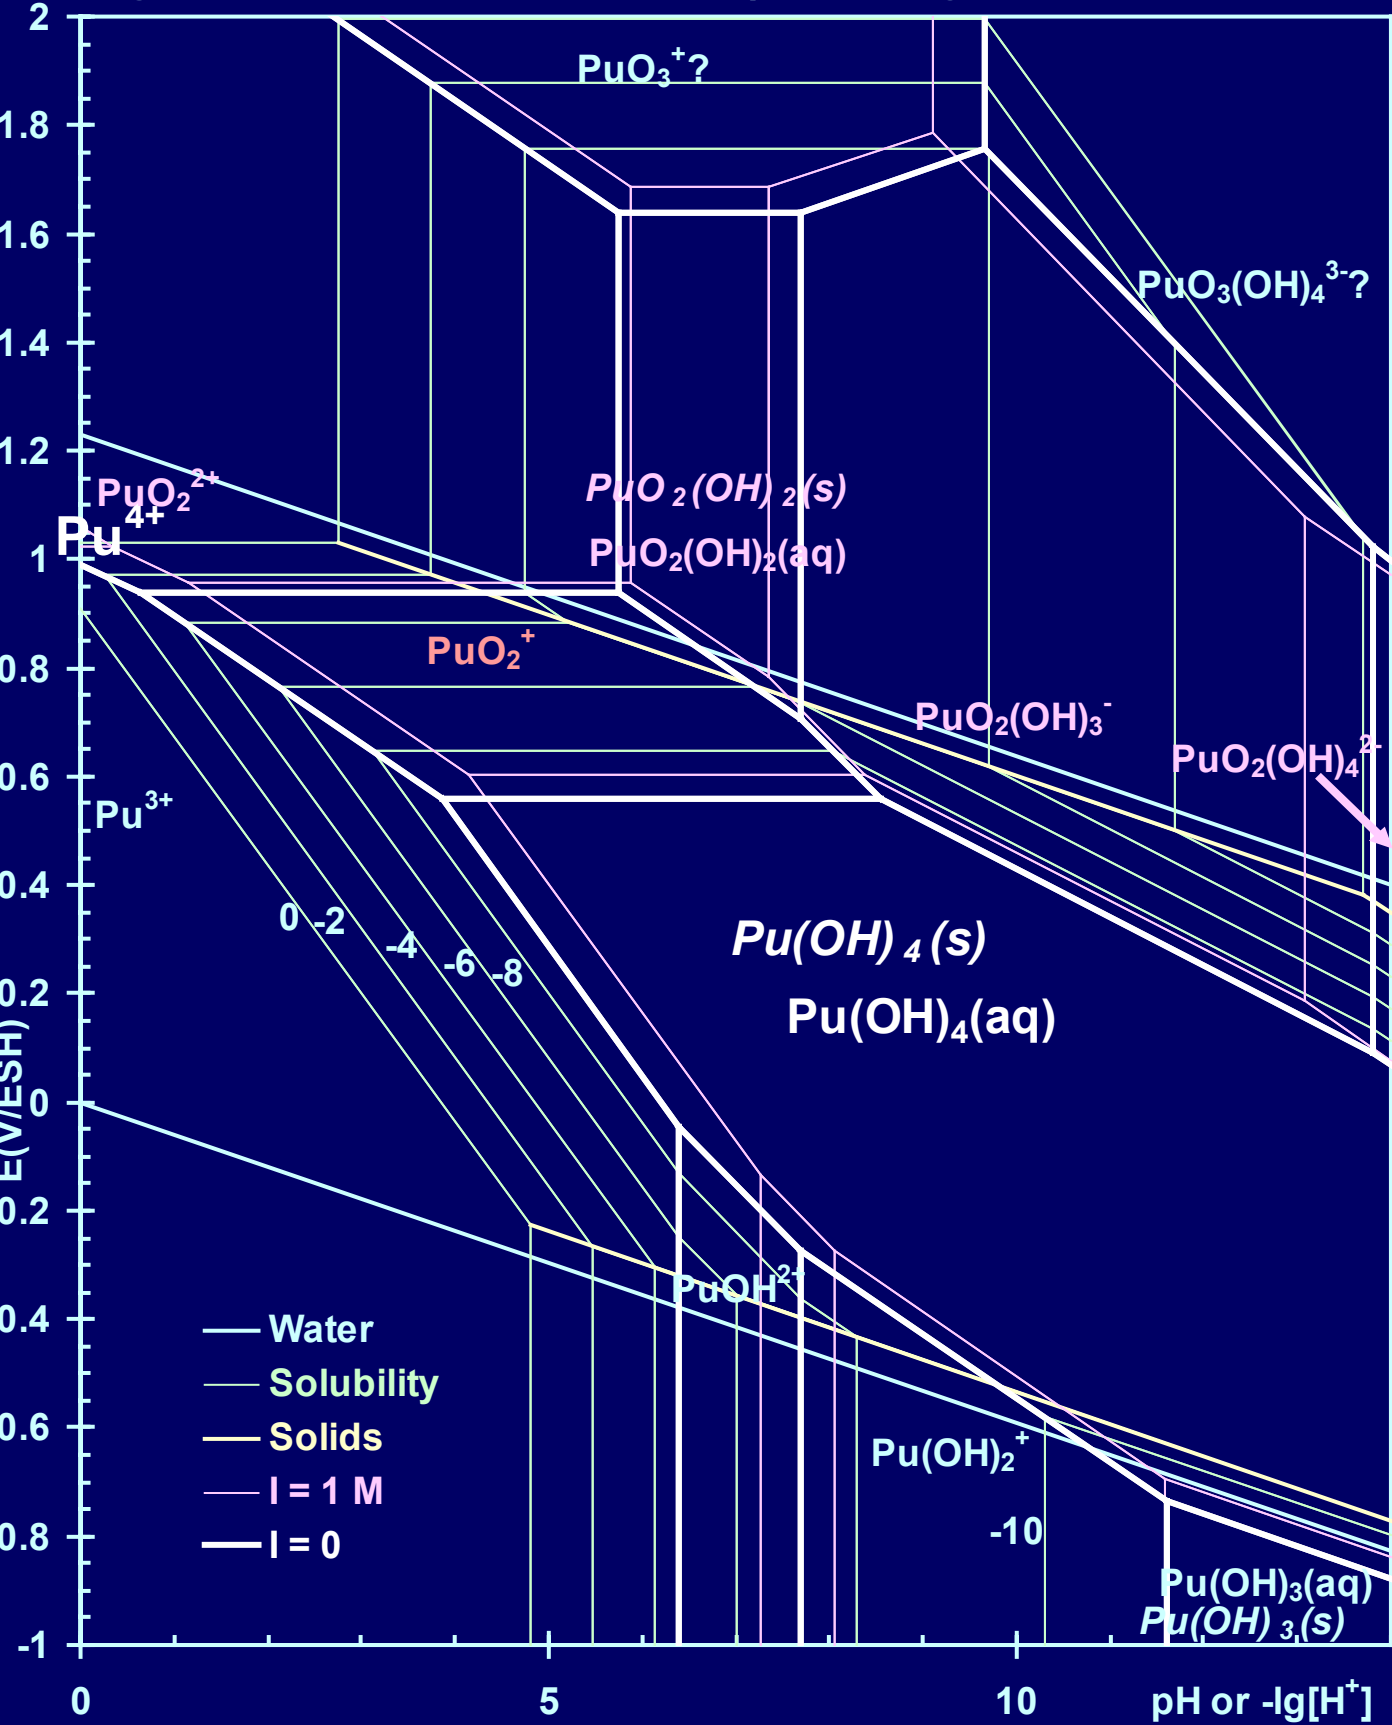 2
PuO₃⁺?
1.8
1.6
PuO₃(OH)₄³⁻?
1.4
1.2
PuO₂²⁺
PuO₂(OH)₂(s)
Pu⁴⁺
1
PuO₂(OH)₂(aq)
0.8
PuO₂⁺
PuO₂(OH)₃⁻
PuO₂(OH)₄²⁻
0.6
Pu³⁺
0.4
0 -2 -4 -6 -8
Pu(OH)₄(s)
0.2
Pu(OH)₄(aq)
E(V/ESH)
0
0.2
PuOH²⁺
0.4
Water
Solubility
0.6
Solids
Pu(OH)₂⁺
I = 1 M
0.8
I = 0
-10
Pu(OH)₃(aq)
Pu(OH)₃(s)
-1
0 5 10 pH or -lg[H⁺]